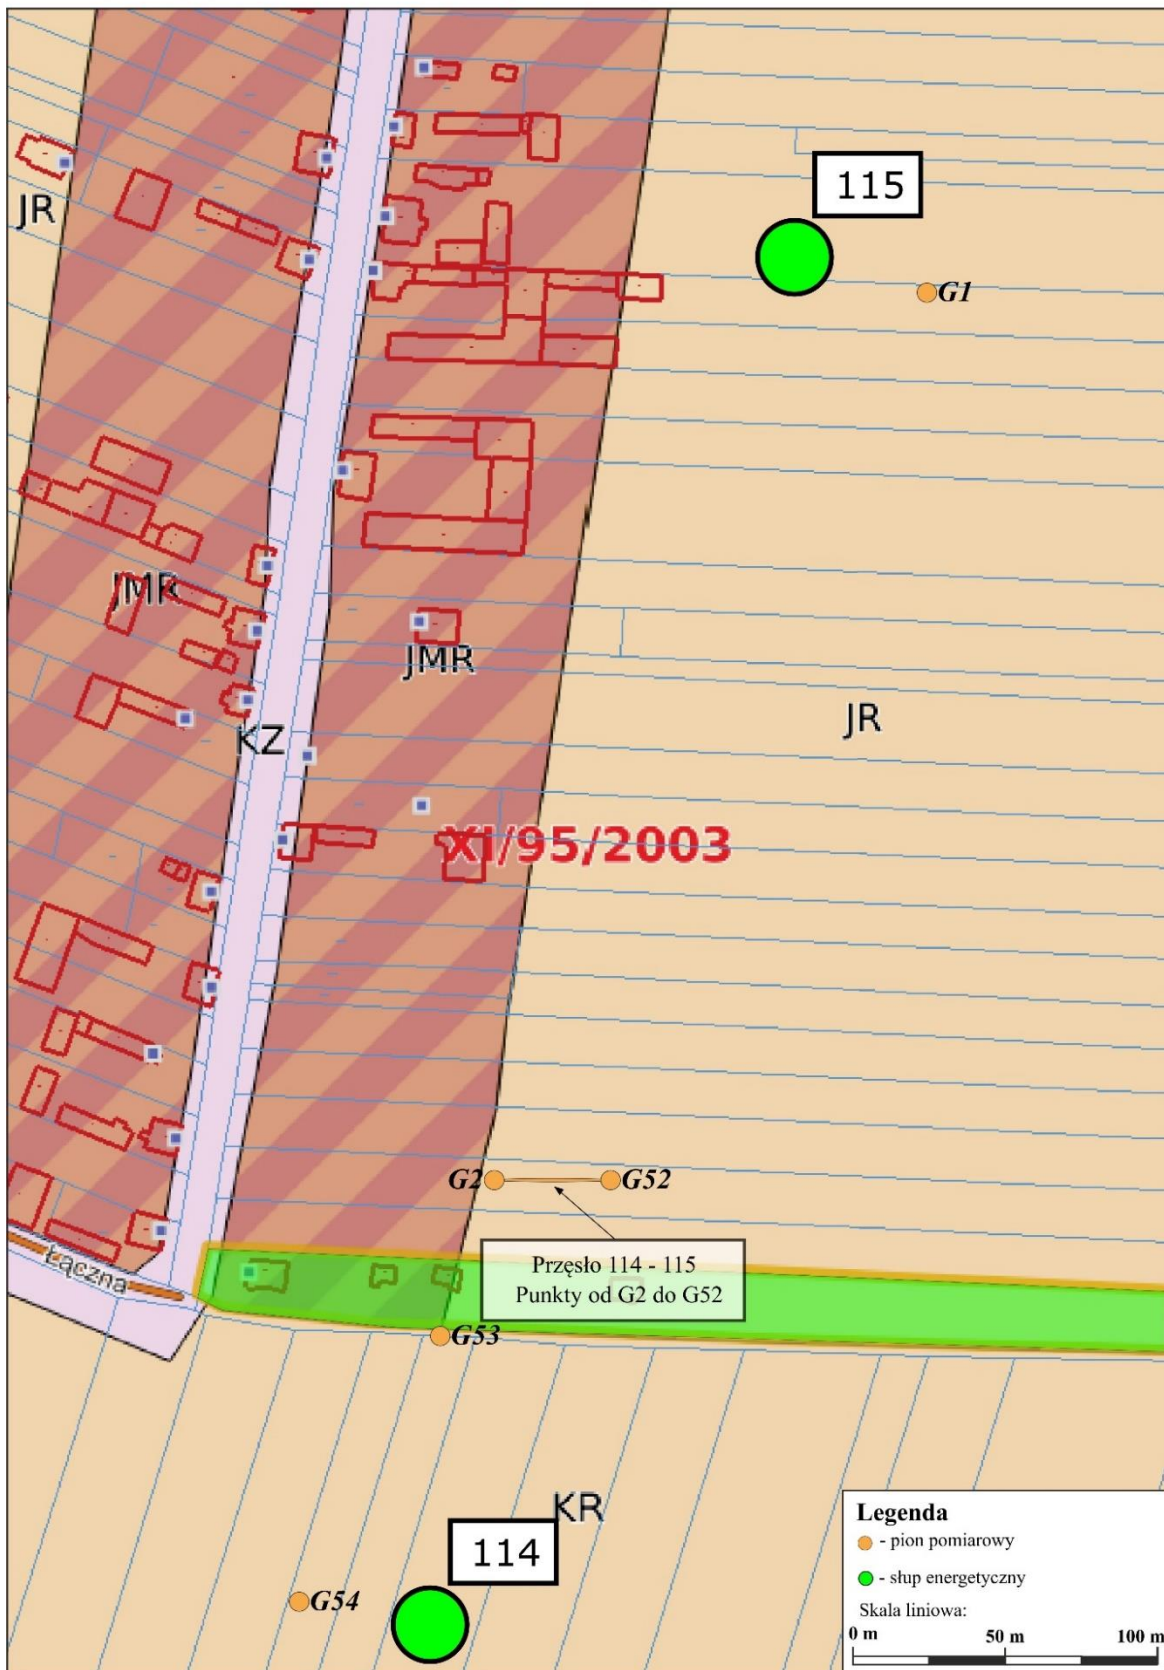 115
JR
G1
JMR
JMR
JR
KZ
XI/95/2003
G2
G52
Łączna
Przęsło 114 - 115
Punkty od G2 do G52
G53
KR
114
G54
Legenda
- pion pomiarowy
- słup energetyczny
Skala liniowa:
0 m 50 m 100 m